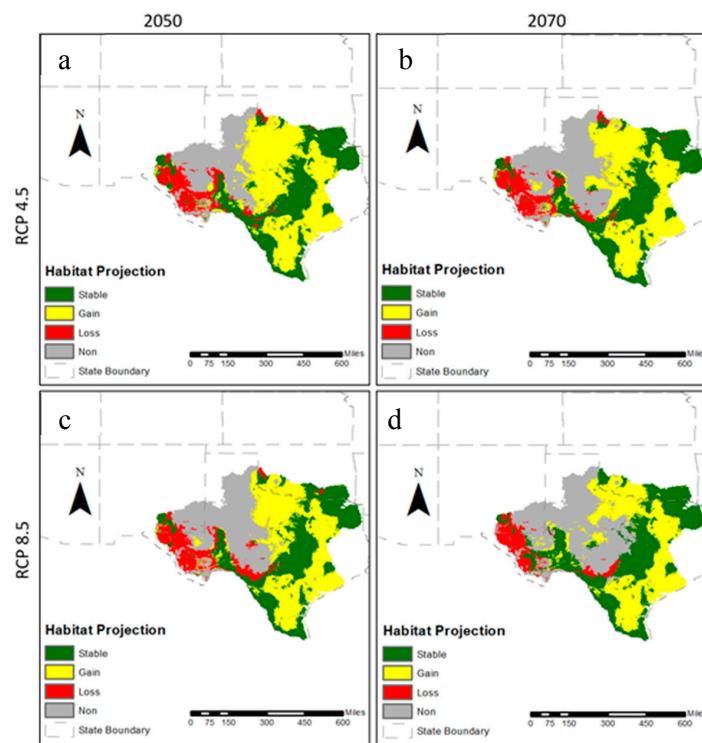 2050 2070
RCP 4.5
a
N
Habitat Projection
Stable
Gain
Loss
Non
State Boundary
Miles
0 75 150 300 450 600
b
N
Habitat Projection
Stable
Gain
Loss
Non
State Boundary
Miles
0 75 150 300 450 600
RCP 8.5
c
N
Habitat Projection
Stable
Gain
Loss
Non
State Boundary
Miles
0 75 150 300 450 600
d
N
Habitat Projection
Stable
Gain
Loss
Non
State Boundary
Miles
0 75 150 300 450 600